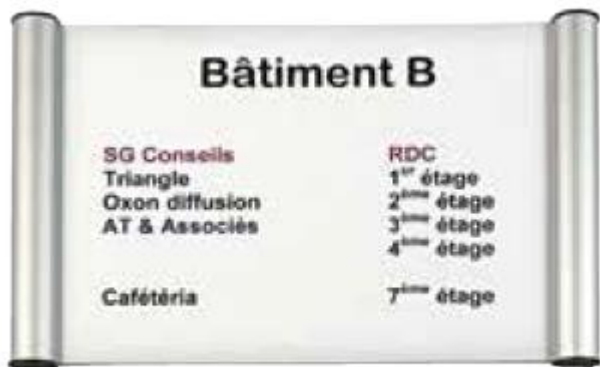 Bâtiment B
SG Conseils RDC
Triangle 1er étage
Oxon diffusion 2ème étage
AT & Associés 3ème étage
4ème étage
Cafétéria 7ème étage